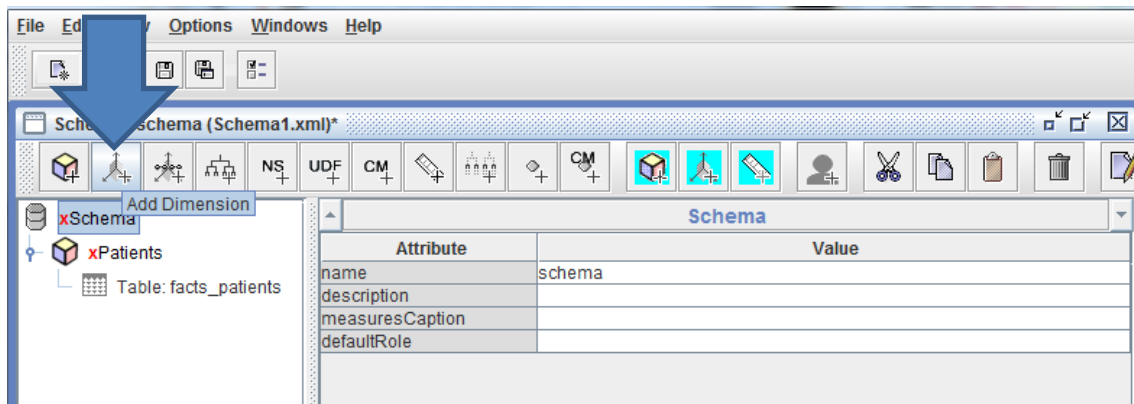 File Ed Options Windows Help
schema (Schema1.xml)*
NS UDF CM CM
Add Dimension
xSchema
xPatients
Table: facts_patients
Schema
Attribute Value
name schema
description
measuresCaption
defaultRole